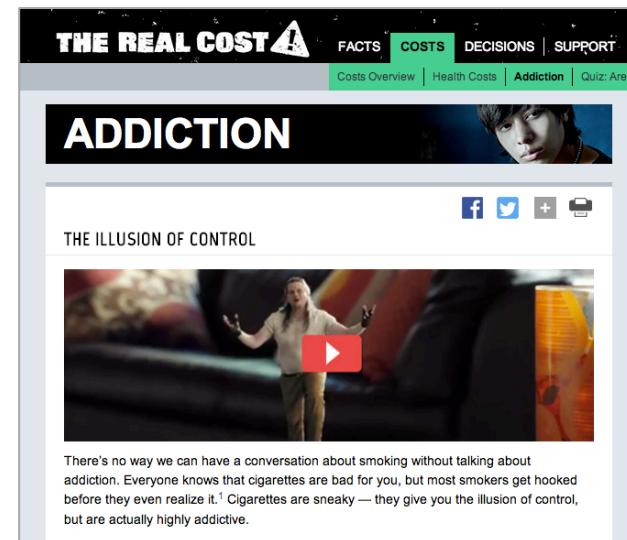 THE REAL COST
FACTS COSTS DECISIONS SUPPORT
Costs Overview Health Costs Addiction Quiz: Are
ADDICTION
THE ILLUSION OF CONTROL
There's no way we can have a conversation about smoking without talking about
addiction. Everyone knows that cigarettes are bad for you, but most smokers get hooked
before they even realize it.¹ Cigarettes are sneaky — they give you the illusion of control,
but are actually highly addictive.